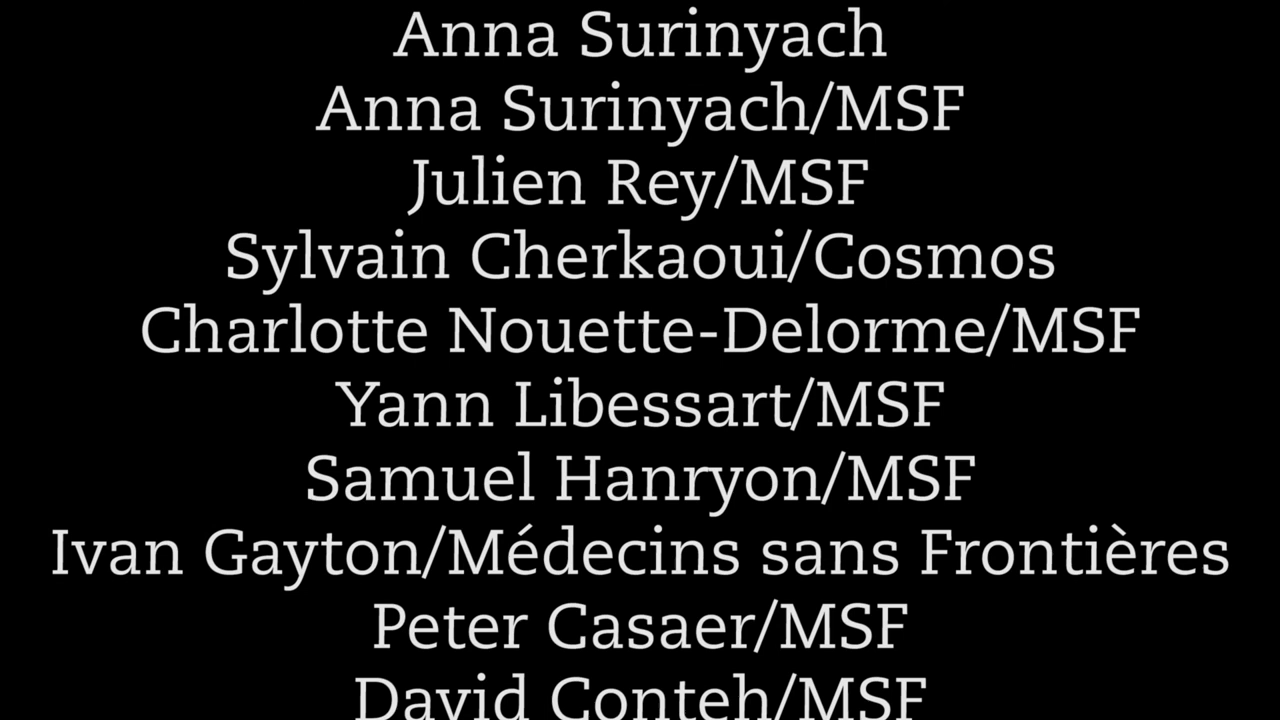 Anna Surinyach
Anna Surinyach/MSF
Julien Rey/MSF
Sylvain Cherkaoui/Cosmos
Charlotte Nouette-Delorme/MSF
Yann Libessart/MSF
Samuel Hanryon/MSF
Ivan Gayton/Médecins sans Frontières
Peter Casaer/MSF
David Conteh/MSF